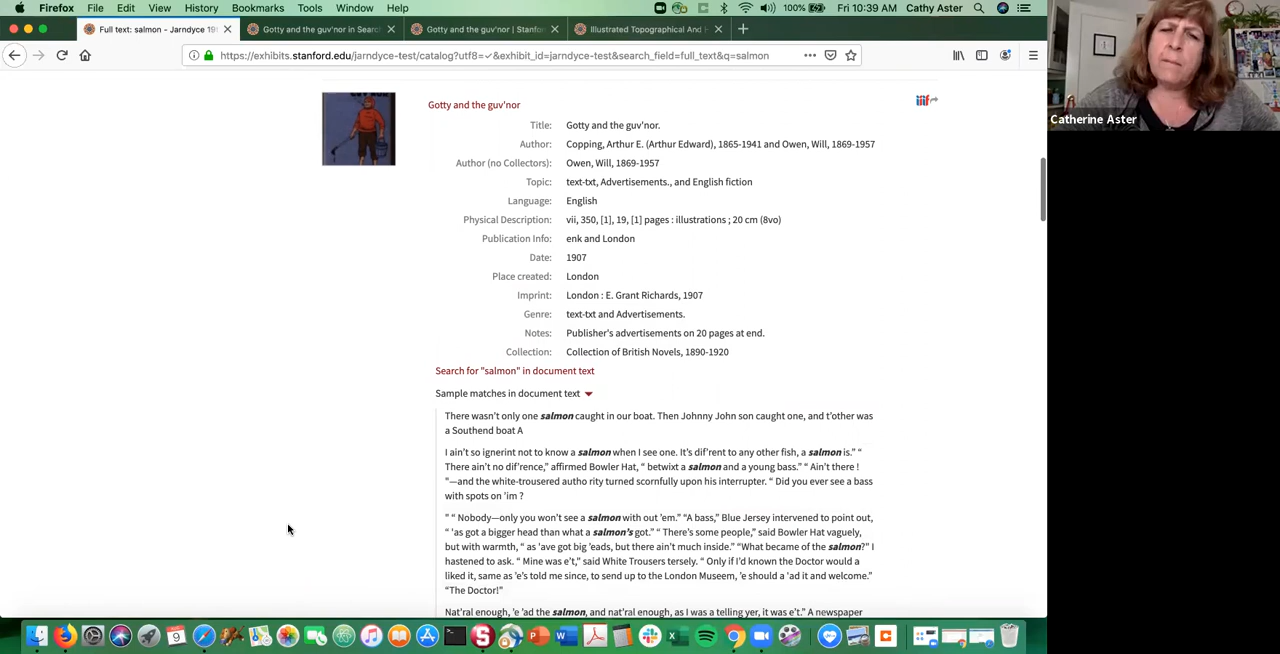 Firefox File Edit View History Bookmarks Tools Window Help 100% Fri 10:39 AM Cathy Aster
Full text: salmon - Jarndyce 19
Gotty and the guv'nor in Searc
Gotty and the guv'nor | Stanfor
Illustrated Topographical And H
https://exhibits.stanford.edu/jarndyce-test/catalog?utf8=✓&exhibit_id=jarndyce-test&search_field=full_text&q=salmon
Catherine Aster
Gotty and the guv'nor
iiif
Title: Gotty and the guv'nor.
Author: Copping, Arthur E. (Arthur Edward), 1865-1941 and Owen, Will, 1869-1957
Author (no Collectors): Owen, Will, 1869-1957
Topic: text-txt, Advertisements., and English fiction
Language: English
Physical Description: vii, 350, [1], 19, [1] pages : illustrations ; 20 cm (8vo)
Publication Info: enk and London
Date: 1907
Place created: London
Imprint: London : E. Grant Richards, 1907
Genre: text-txt and Advertisements.
Notes: Publisher's advertisements on 20 pages at end.
Collection: Collection of British Novels, 1890-1920
Search for "salmon" in document text
Sample matches in document text
There wasn't only one salmon caught in our boat. Then Johnny John son caught one, and t'other was
a Southend boat A
I ain't so ignerint not to know a salmon when I see one. It's dif'rent to any other fish, a salmon is.” “
There ain't no dif'rence,” affirmed Bowler Hat, “ betwixt a salmon and a young bass.” “ Ain't there !
”—and the white-trousered autho rity turned scornfully upon his interrupter. “ Did you ever see a bass
with spots on 'im ?
“ “ Nobody—only you won't see a salmon with out 'em.” “A bass,” Blue Jersey intervened to point out,
“ 'as got a bigger head than what a salmon's got.” “ There's some people,” said Bowler Hat vaguely,
but with warmth, “ as 'ave got big 'eads, but there ain't much inside.” “What became of the salmon?” I
hastened to ask. “ Mine was e't,” said White Trousers tersely. “ Only if I'd known the Doctor would a
liked it, same as 'e's told me since, to send up to the London Museem, 'e should a 'ad it and welcome.”
“The Doctor!”
Nat'ral enough, 'e 'ad the salmon, and nat'ral enough, as I was a telling yer, it was e't.” A newspaper